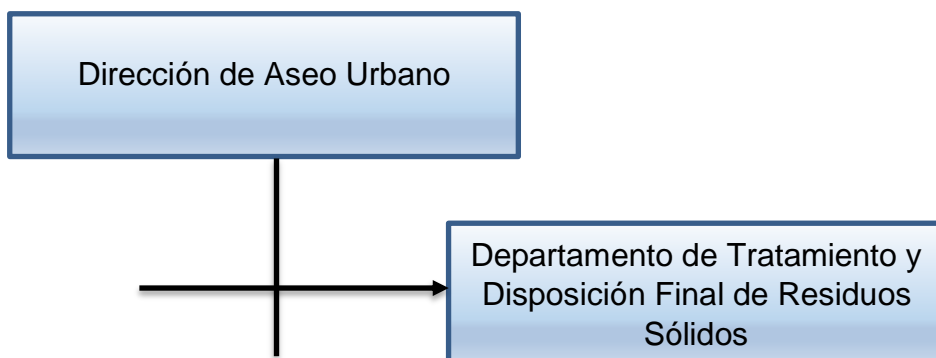 Dirección de Aseo Urbano
Departamento de Tratamiento y
Disposición Final de Residuos
Sólidos